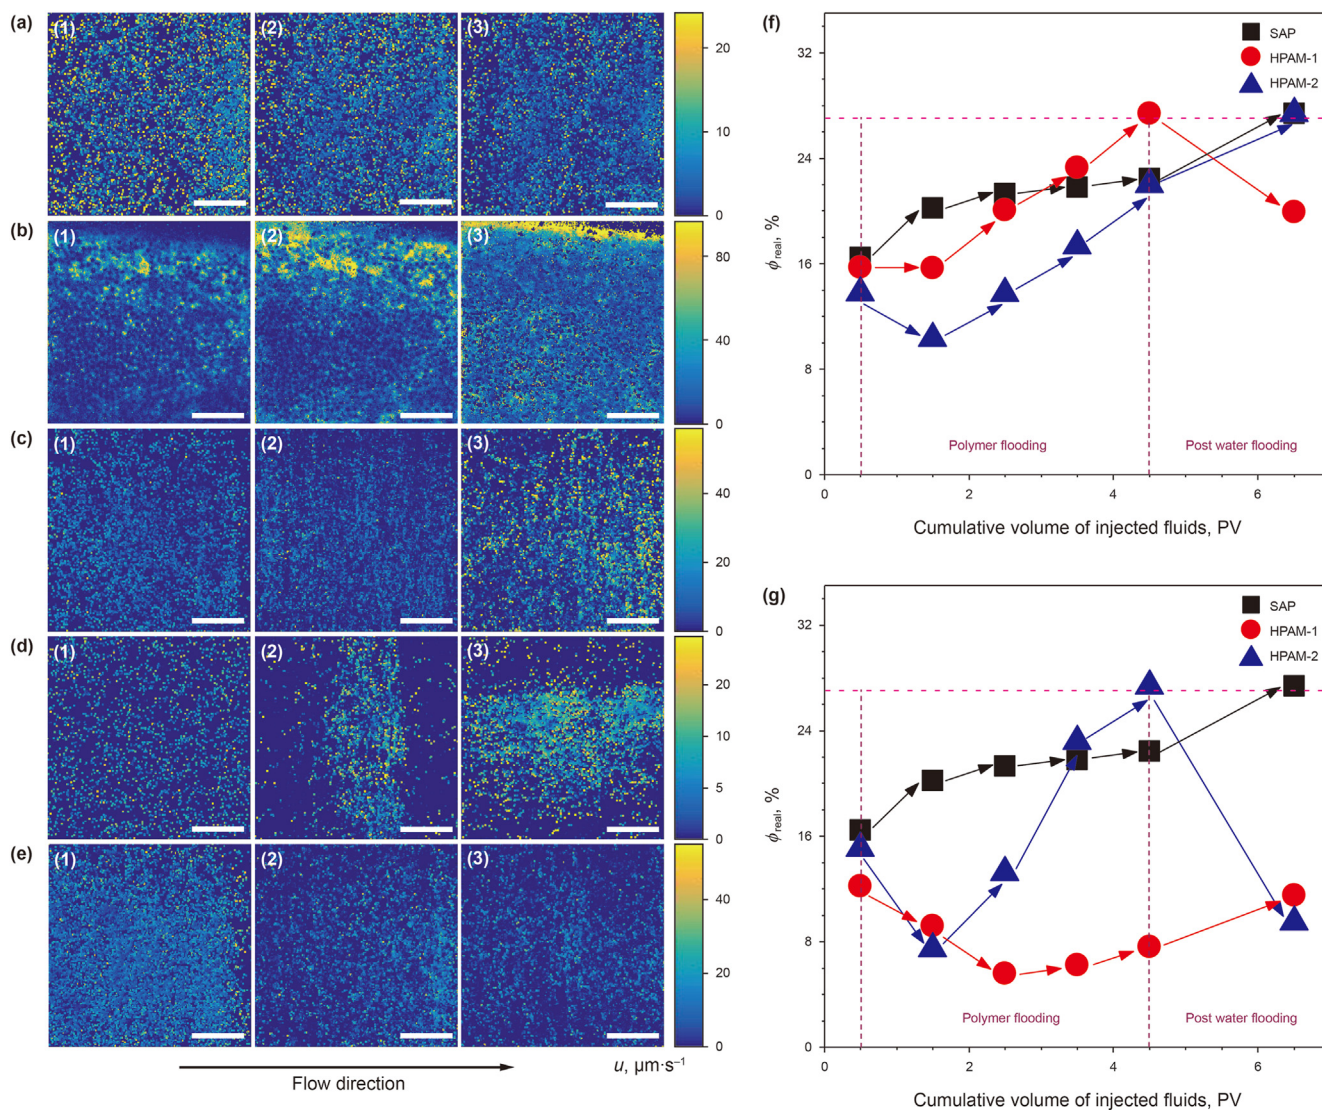 (a)
(1)
(2)
(3)
20
10
0
(b)
(1)
(2)
(3)
80
60
40
20
0
(c)
(1)
(2)
(3)
40
20
0
(d)
(1)
(2)
(3)
20
15
10
5
0
(e)
(1)
(2)
(3)
40
20
0
Flow direction
u, μm·s⁻¹
(f)
SAP
HPAM-1
HPAM-2
32
24
16
8
0
ϕreal, %
Polymer flooding
Post water flooding
0 2 4 6
Cumulative volume of injected fluids, PV
(g)
SAP
HPAM-1
HPAM-2
32
24
16
8
0
ϕreal, %
Polymer flooding
Post water flooding
0 2 4 6
Cumulative volume of injected fluids, PV